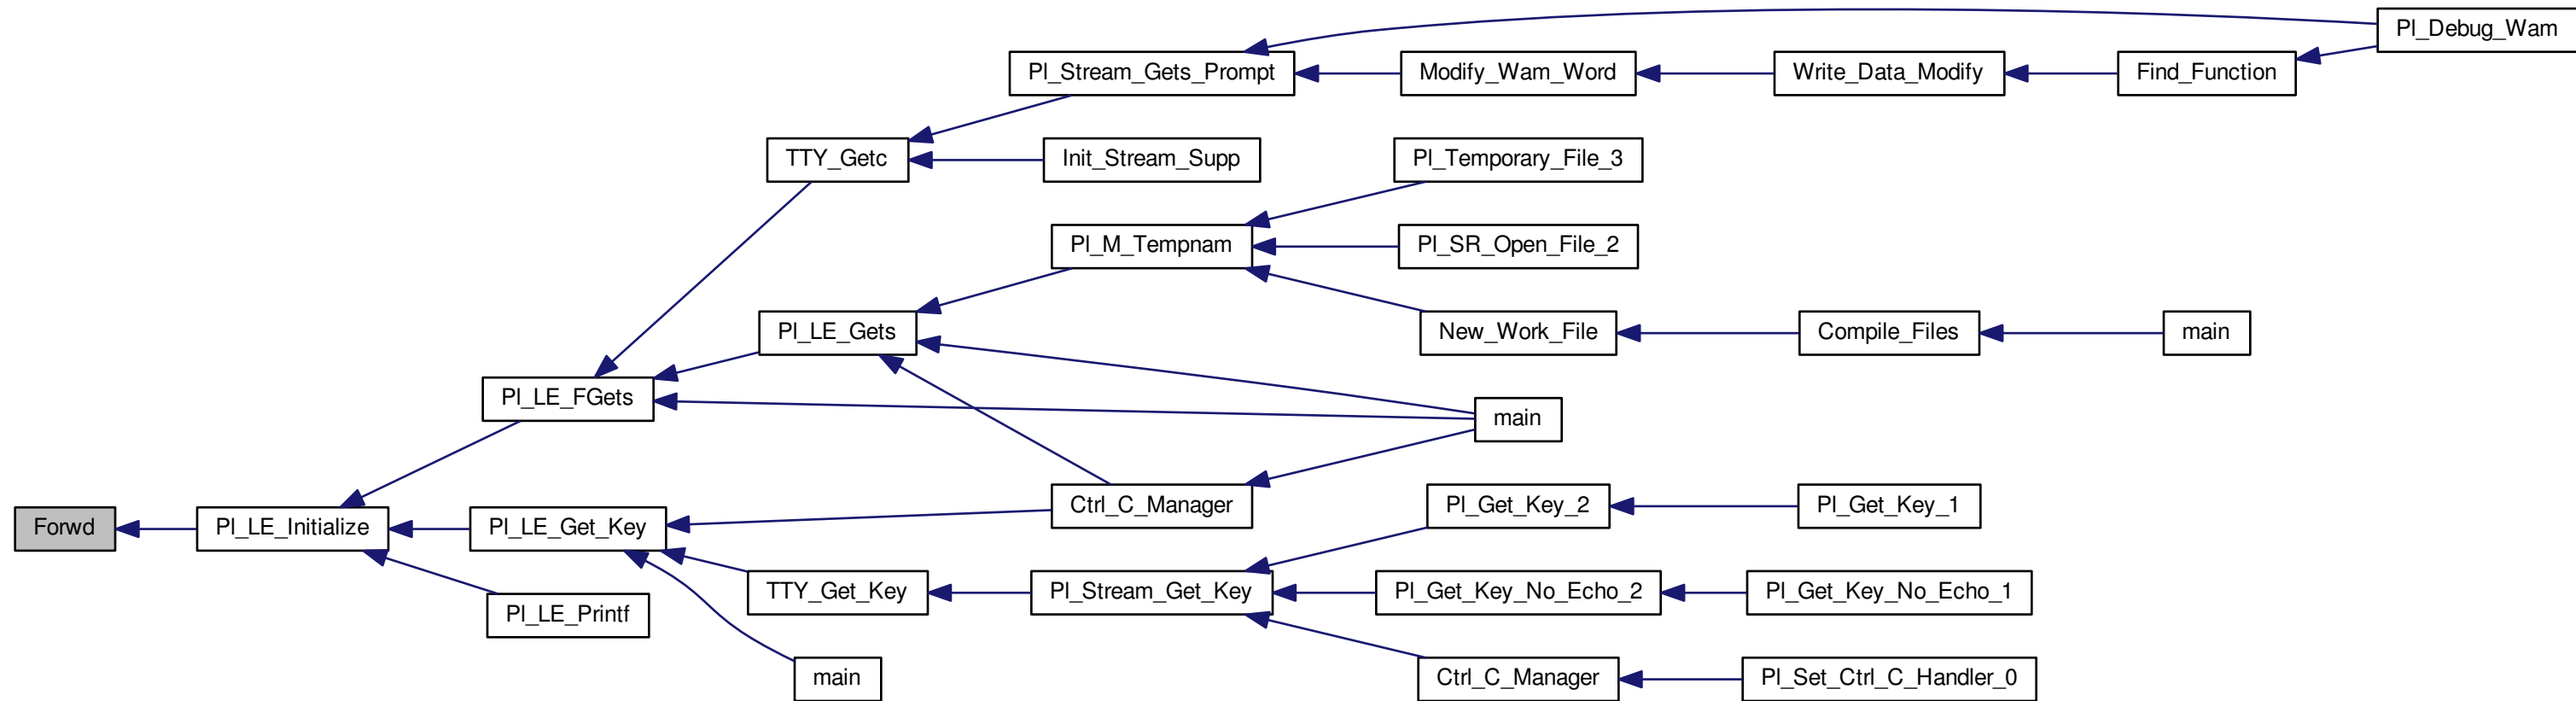 Pl_Debug_Wam
Pl_Stream_Gets_Prompt
Modify_Wam_Word
Write_Data_Modify
Find_Function
TTY_Getc
Init_Stream_Supp
Pl_Temporary_File_3
Pl_M_Tempnam
Pl_SR_Open_File_2
Pl_LE_Gets
New_Work_File
Compile_Files
main
Pl_LE_FGets
main
Ctrl_C_Manager
Pl_Get_Key_2
Pl_Get_Key_1
Forwd
Pl_LE_Initialize
Pl_LE_Get_Key
TTY_Get_Key
Pl_Stream_Get_Key
Pl_Get_Key_No_Echo_2
Pl_Get_Key_No_Echo_1
Pl_LE_Printf
main
Ctrl_C_Manager
Pl_Set_Ctrl_C_Handler_0